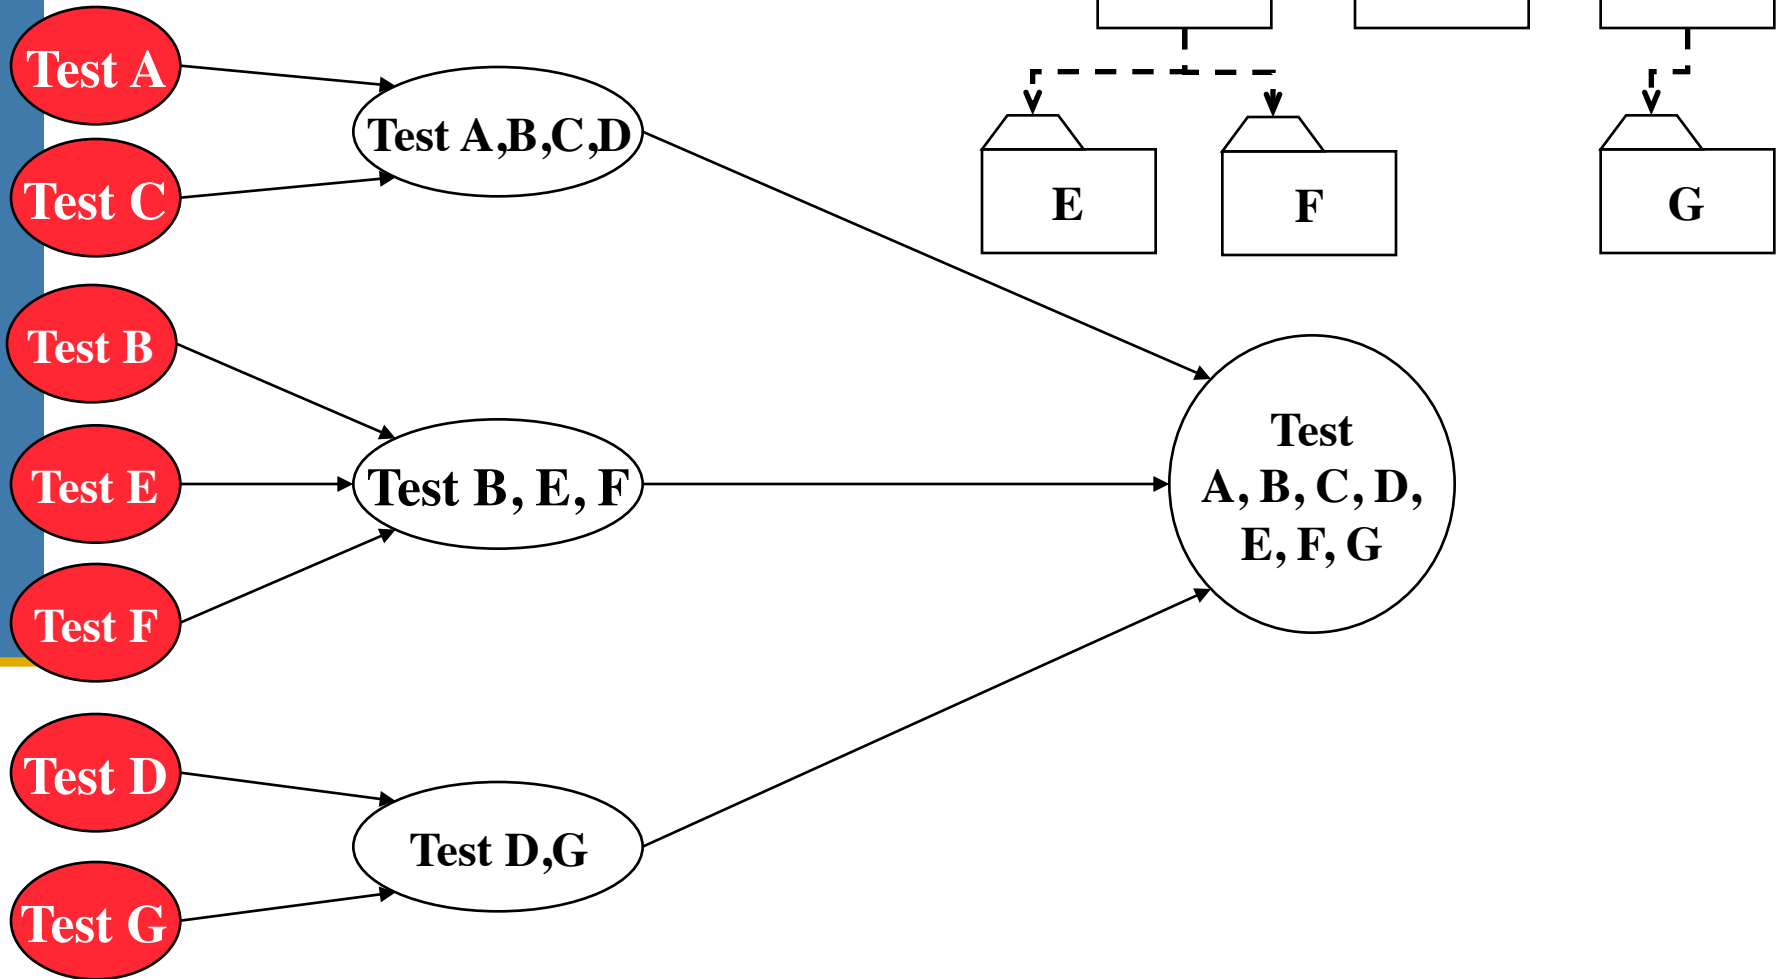 Test A
Test A,B,C,D
Test C
E
F
G
Test B
Test E
Test B, E, F
Test
A, B, C, D,
E, F, G
Test F
Test D
Test D,G
Test G